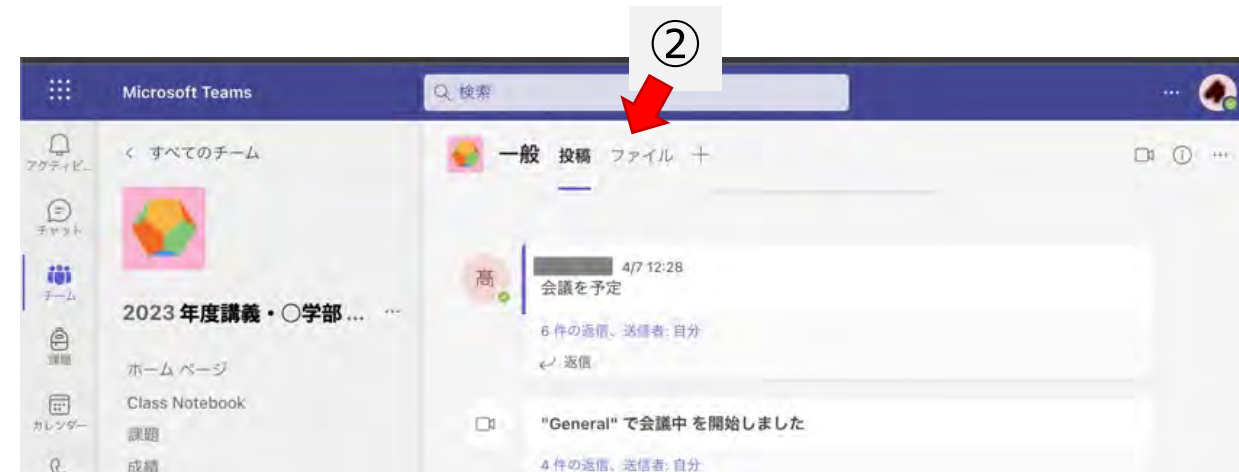 ②
Microsoft Teams
検索
アクティビ...
チャット
チーム
課題
カレンダー
< すべてのチーム
2023 年度講義・○学部 ... ...
ホーム ページ
Class Notebook
課題
成績
一般 投稿 ファイル +
高
4/7 12:28
会議を予定
6 件の返信、送信者: 自分
返信
"General" で会議中 を開始しました
4 件の返信、送信者: 自分